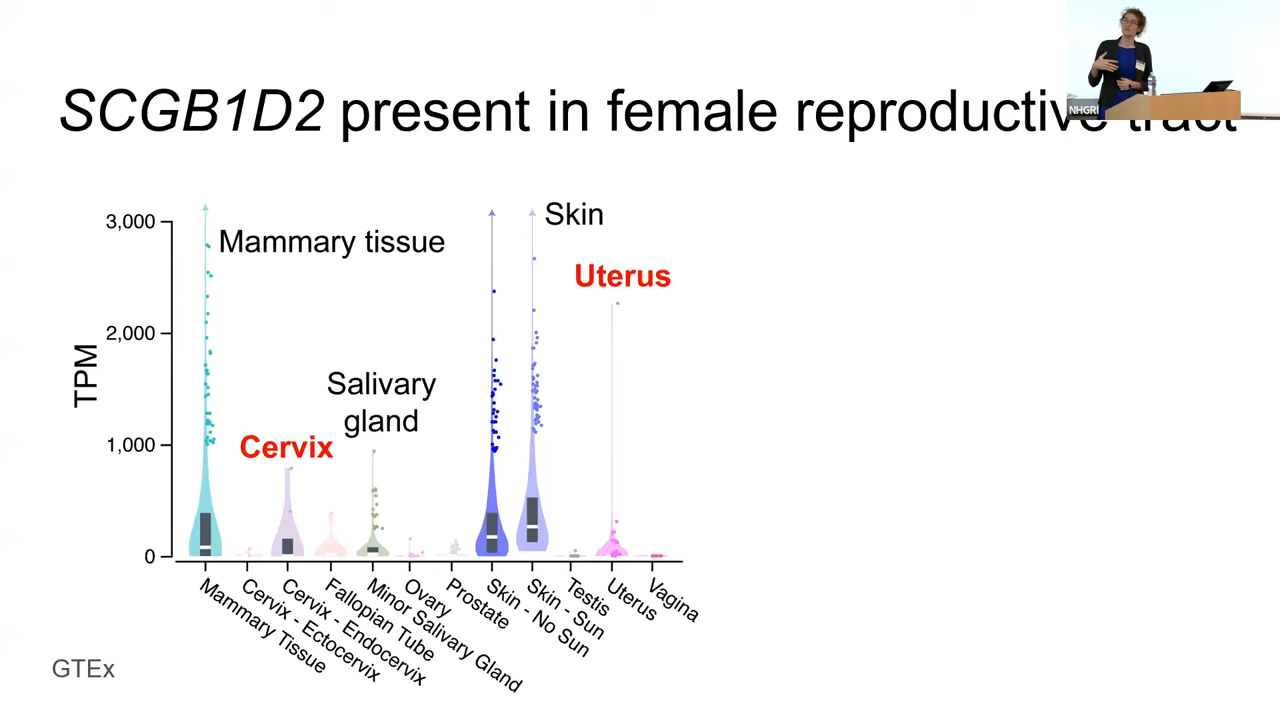 SCGB1D2 present in female reproductive tract
NHGRI
3,000
2,000
1,000
0
TPM
Mammary tissue
Skin
Uterus
Salivary
gland
Cervix
Mammary Tissue
Cervix - Ectocervix
Cervix - Endocervix
Fallopian Tube
Minor Salivary Gland
Ovary
Prostate
Skin - No Sun
Skin - Sun
Testis
Uterus
Vagina
GTEx